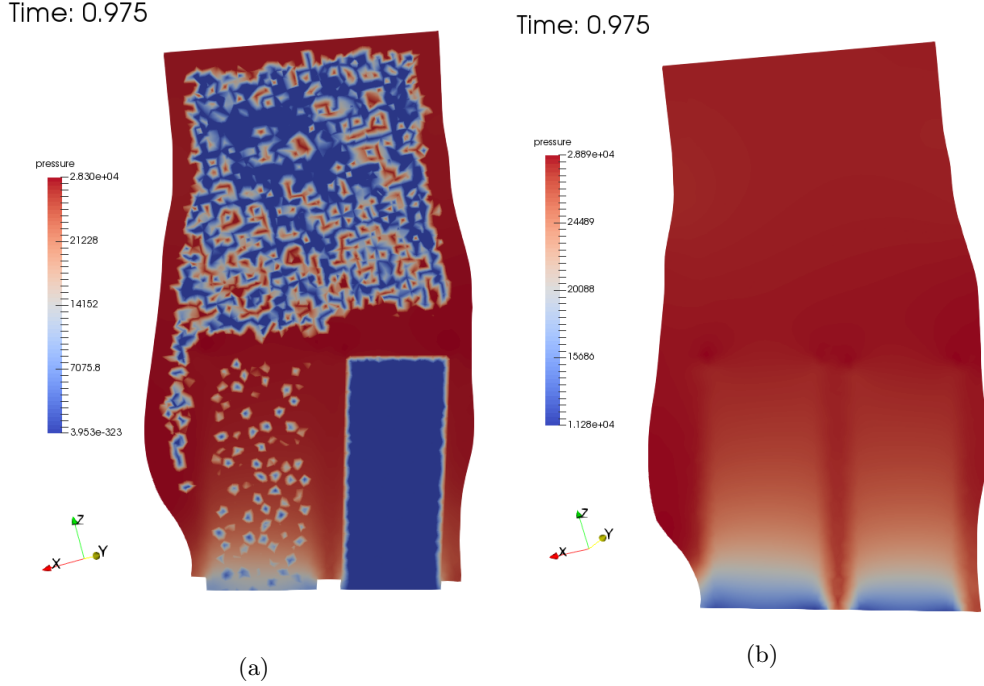 Time: 0.975
pressure
2.830e+04
21228
14152
7075.8
3.953e-323
Z
Y
X
(a)
Time: 0.975
pressure
2.889e+04
24489
20088
15686
1.128e+04
Z
Y
X
(b)